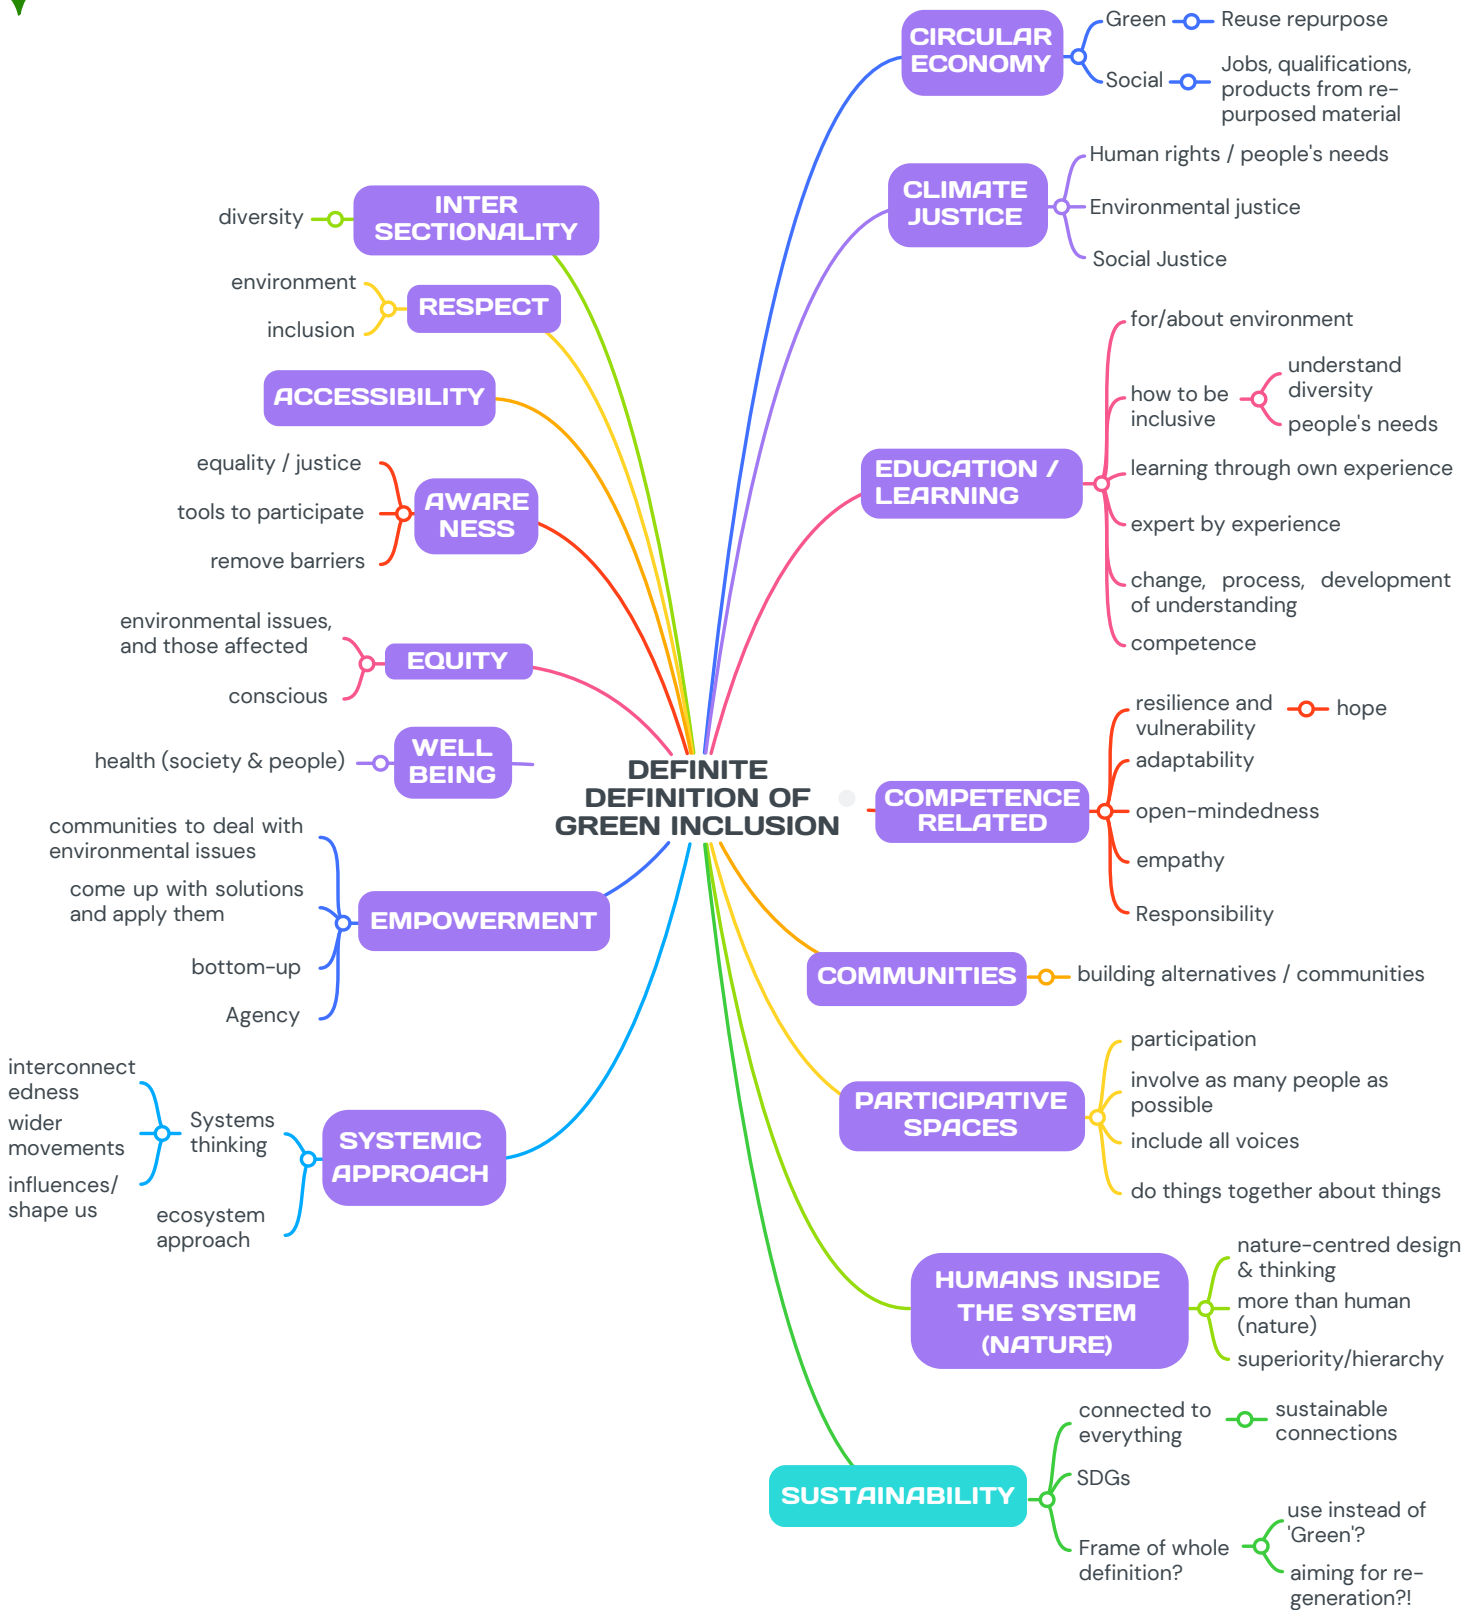 CIRCULAR
ECONOMY
Green
Reuse repurpose
Social
Jobs, qualifications,
products from re-
purposed material
CLIMATE
JUSTICE
Human rights / people's needs
Environmental justice
Social Justice
INTER
SECTIONALITY
diversity
RESPECT
environment
inclusion
ACCESSIBILITY
AWARE
NESS
equality / justice
tools to participate
remove barriers
EDUCATION /
LEARNING
for/about environment
how to be
inclusive
understand
diversity
people's needs
learning through own experience
expert by experience
change, process, development
of understanding
competence
EQUITY
environmental issues,
and those affected
conscious
WELL
BEING
health (society & people)
DEFINITE
DEFINITION OF
GREEN INCLUSION
COMPETENCE
RELATED
resilience and
vulnerability
hope
adaptability
open-mindedness
empathy
Responsibility
EMPOWERMENT
communities to deal with
environmental issues
come up with solutions
and apply them
bottom-up
Agency
COMMUNITIES
building alternatives / communities
SYSTEMIC
APPROACH
Systems
thinking
interconnect
edness
wider
movements
influences/
shape us
ecosystem
approach
PARTICIPATIVE
SPACES
participation
involve as many people as
possible
include all voices
do things together about things
HUMANS INSIDE
THE SYSTEM
(NATURE)
nature-centred design
& thinking
more than human
(nature)
superiority/hierarchy
SUSTAINABILITY
connected to
everything
sustainable
connections
SDGs
Frame of whole
definition?
use instead of
'Green'?
aiming for re-
generation?!